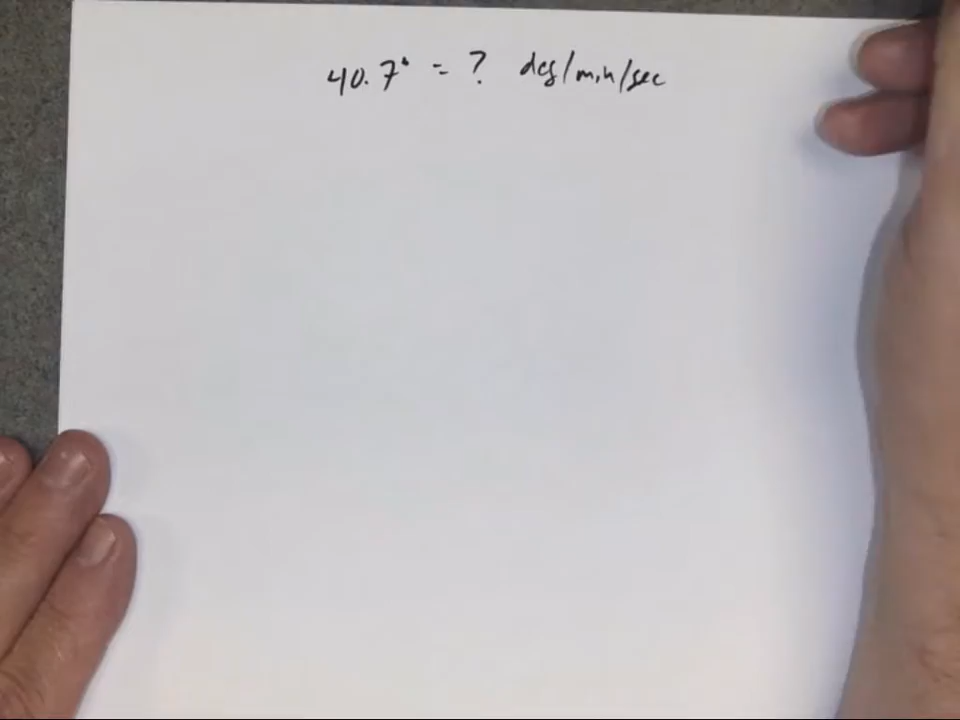 40.7° = ? deg/min/sec